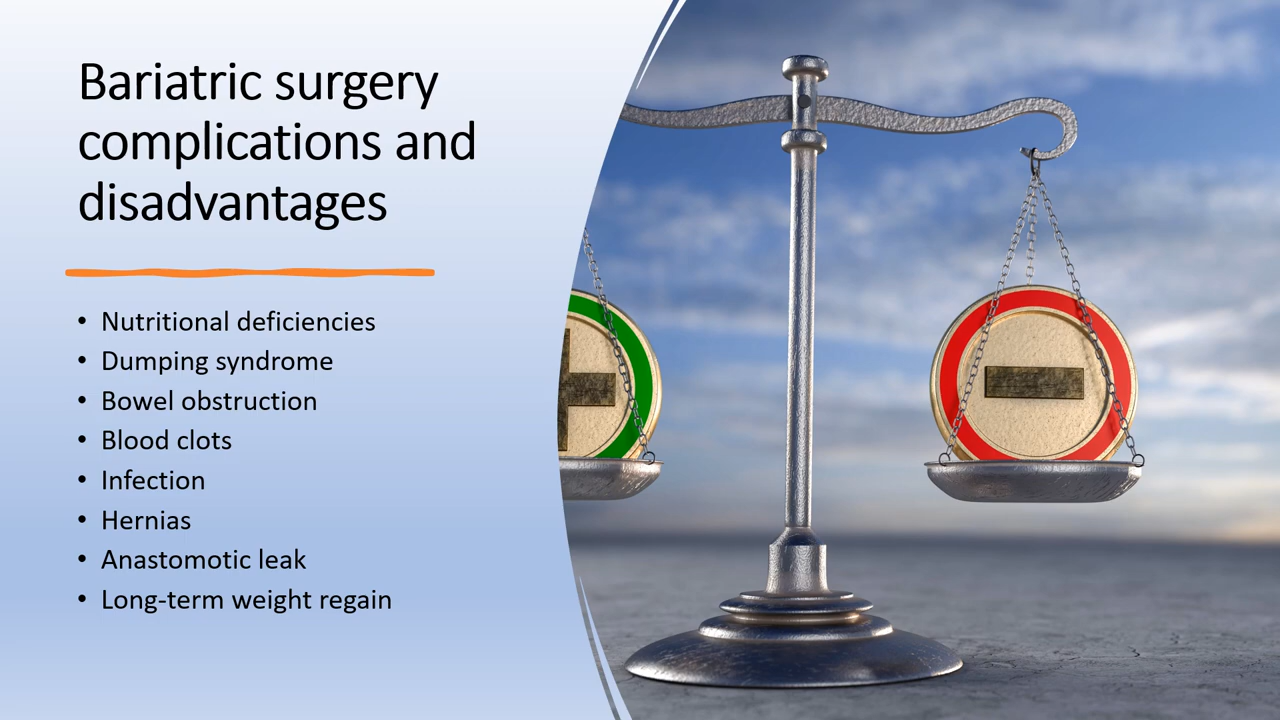 Bariatric surgery
complications and
disadvantages
• Nutritional deficiencies
• Dumping syndrome
• Bowel obstruction
• Blood clots
• Infection
• Hernias
• Anastomotic leak
• Long-term weight regain